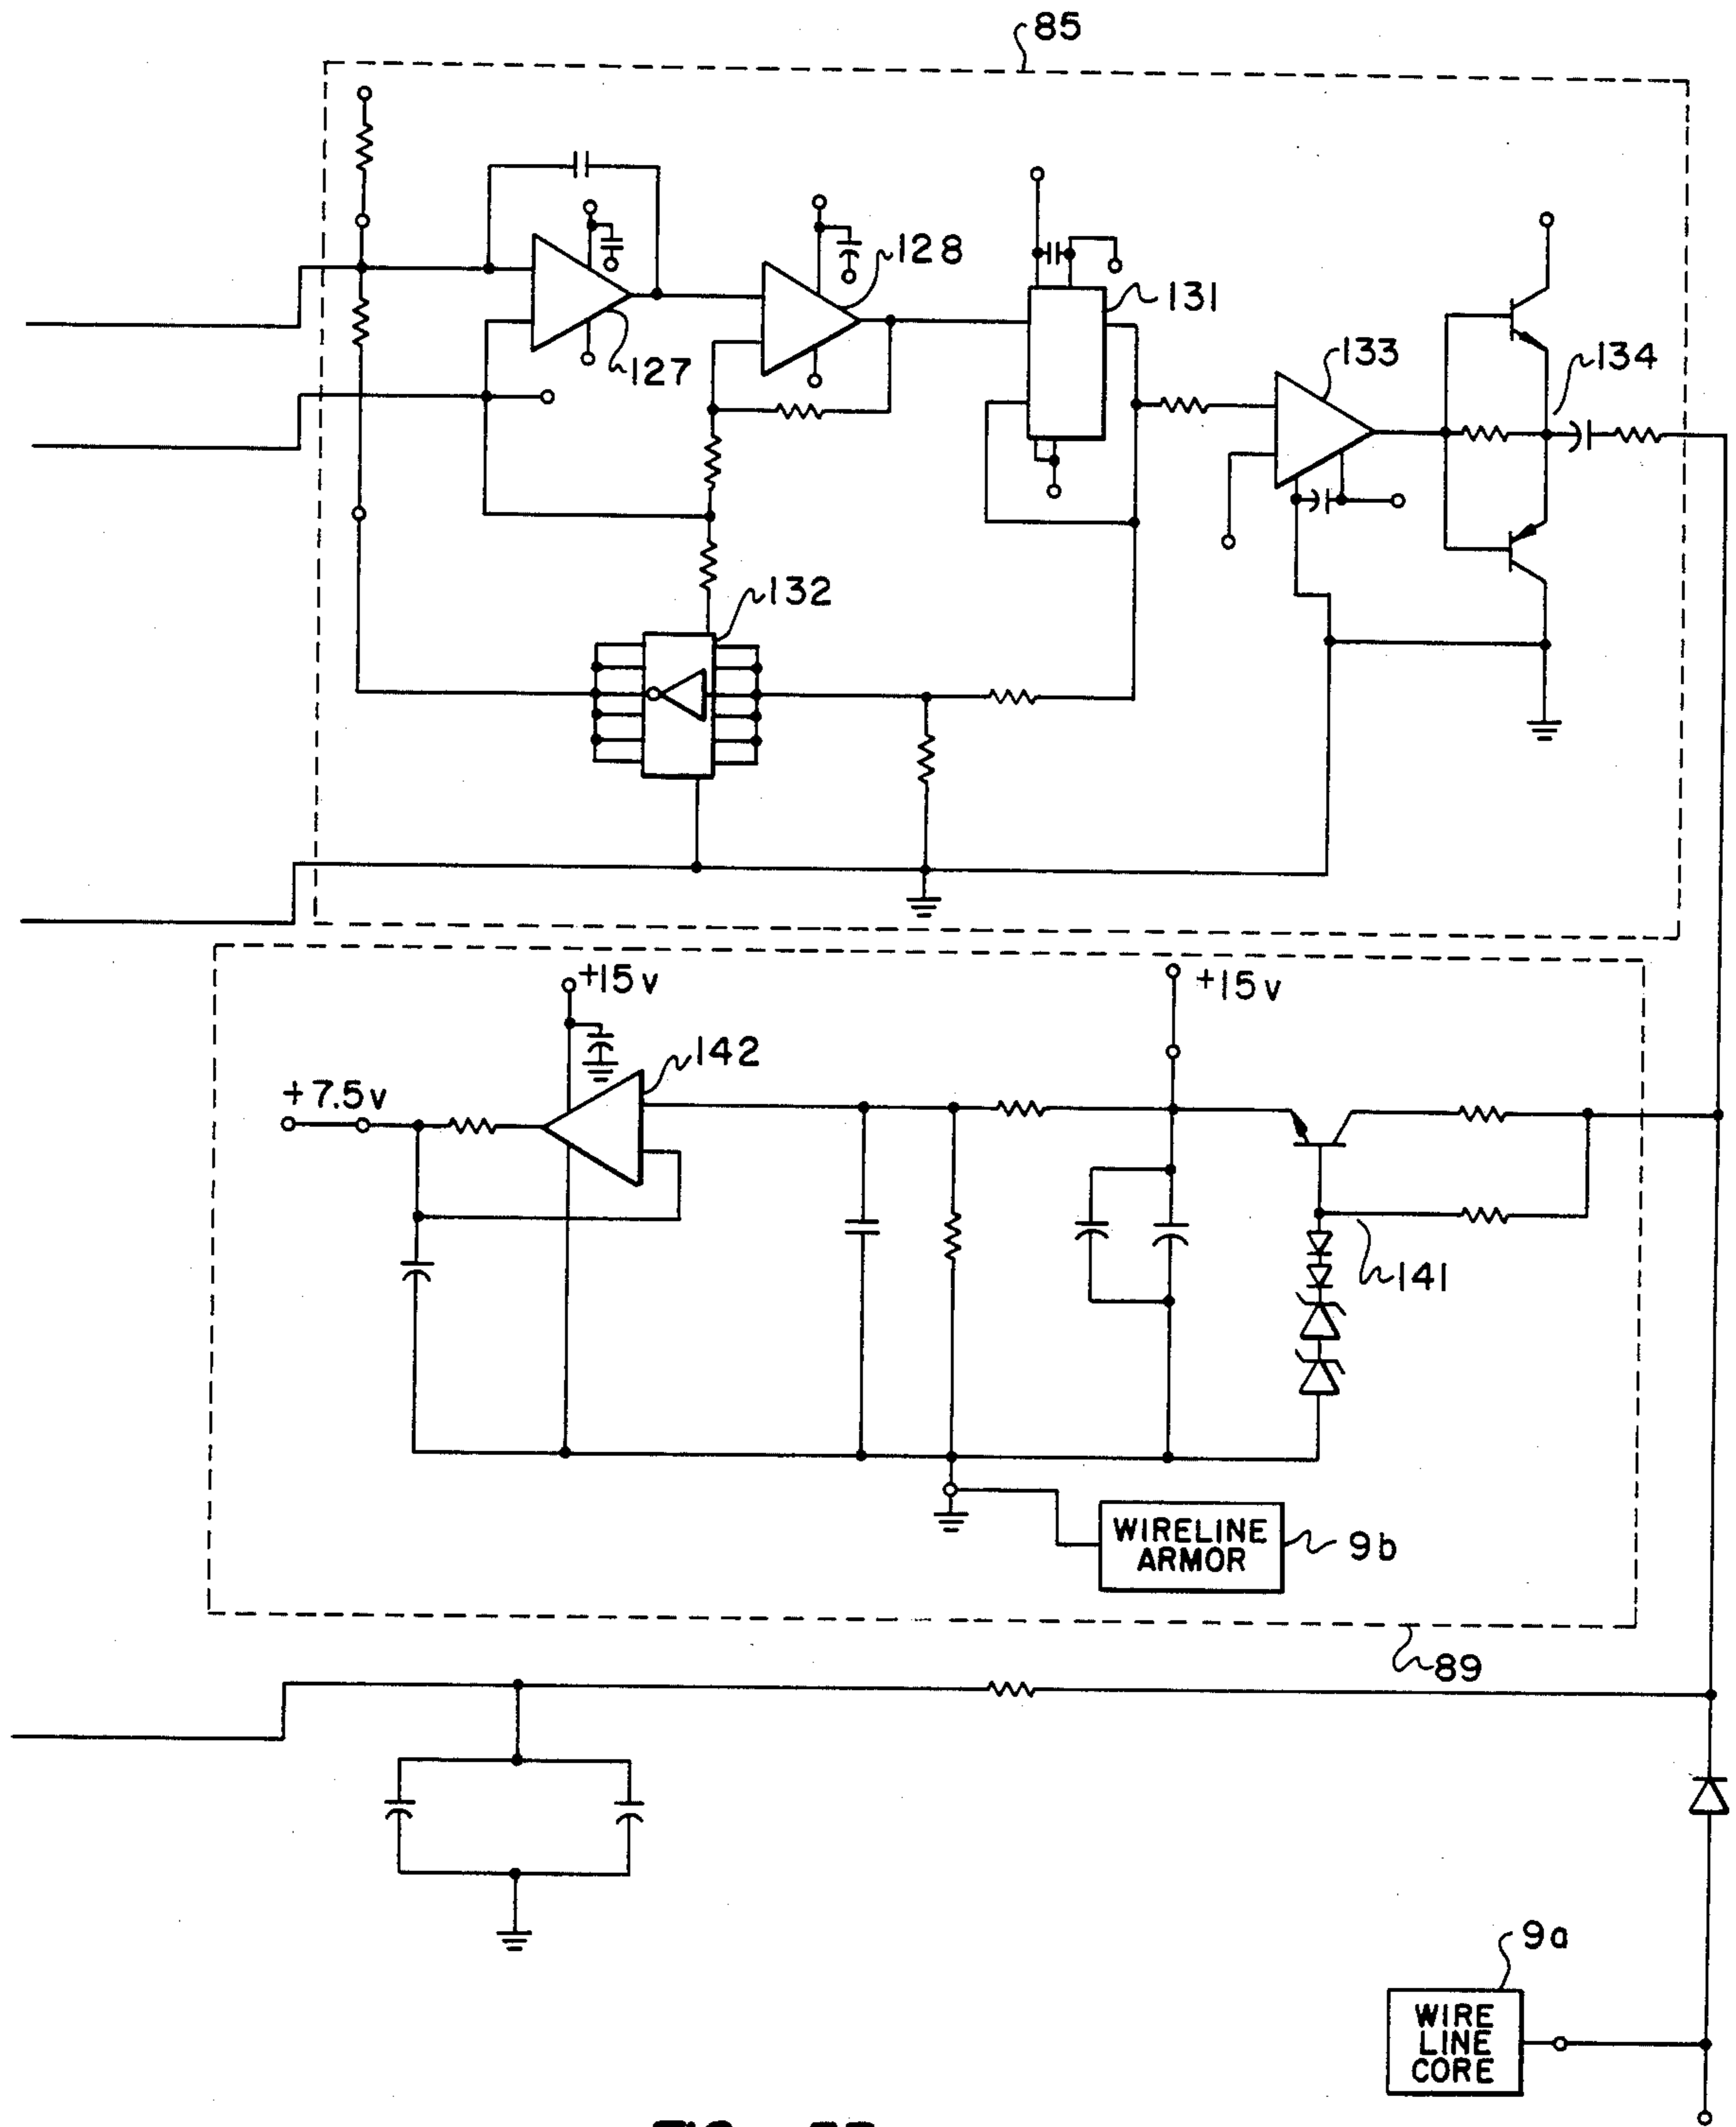 85
128
131
127
133
134
132
+15v
+15v
142
+7.5v
141
WIRELINE
ARMOR
9b
89
9a
WIRE
LINE
CORE